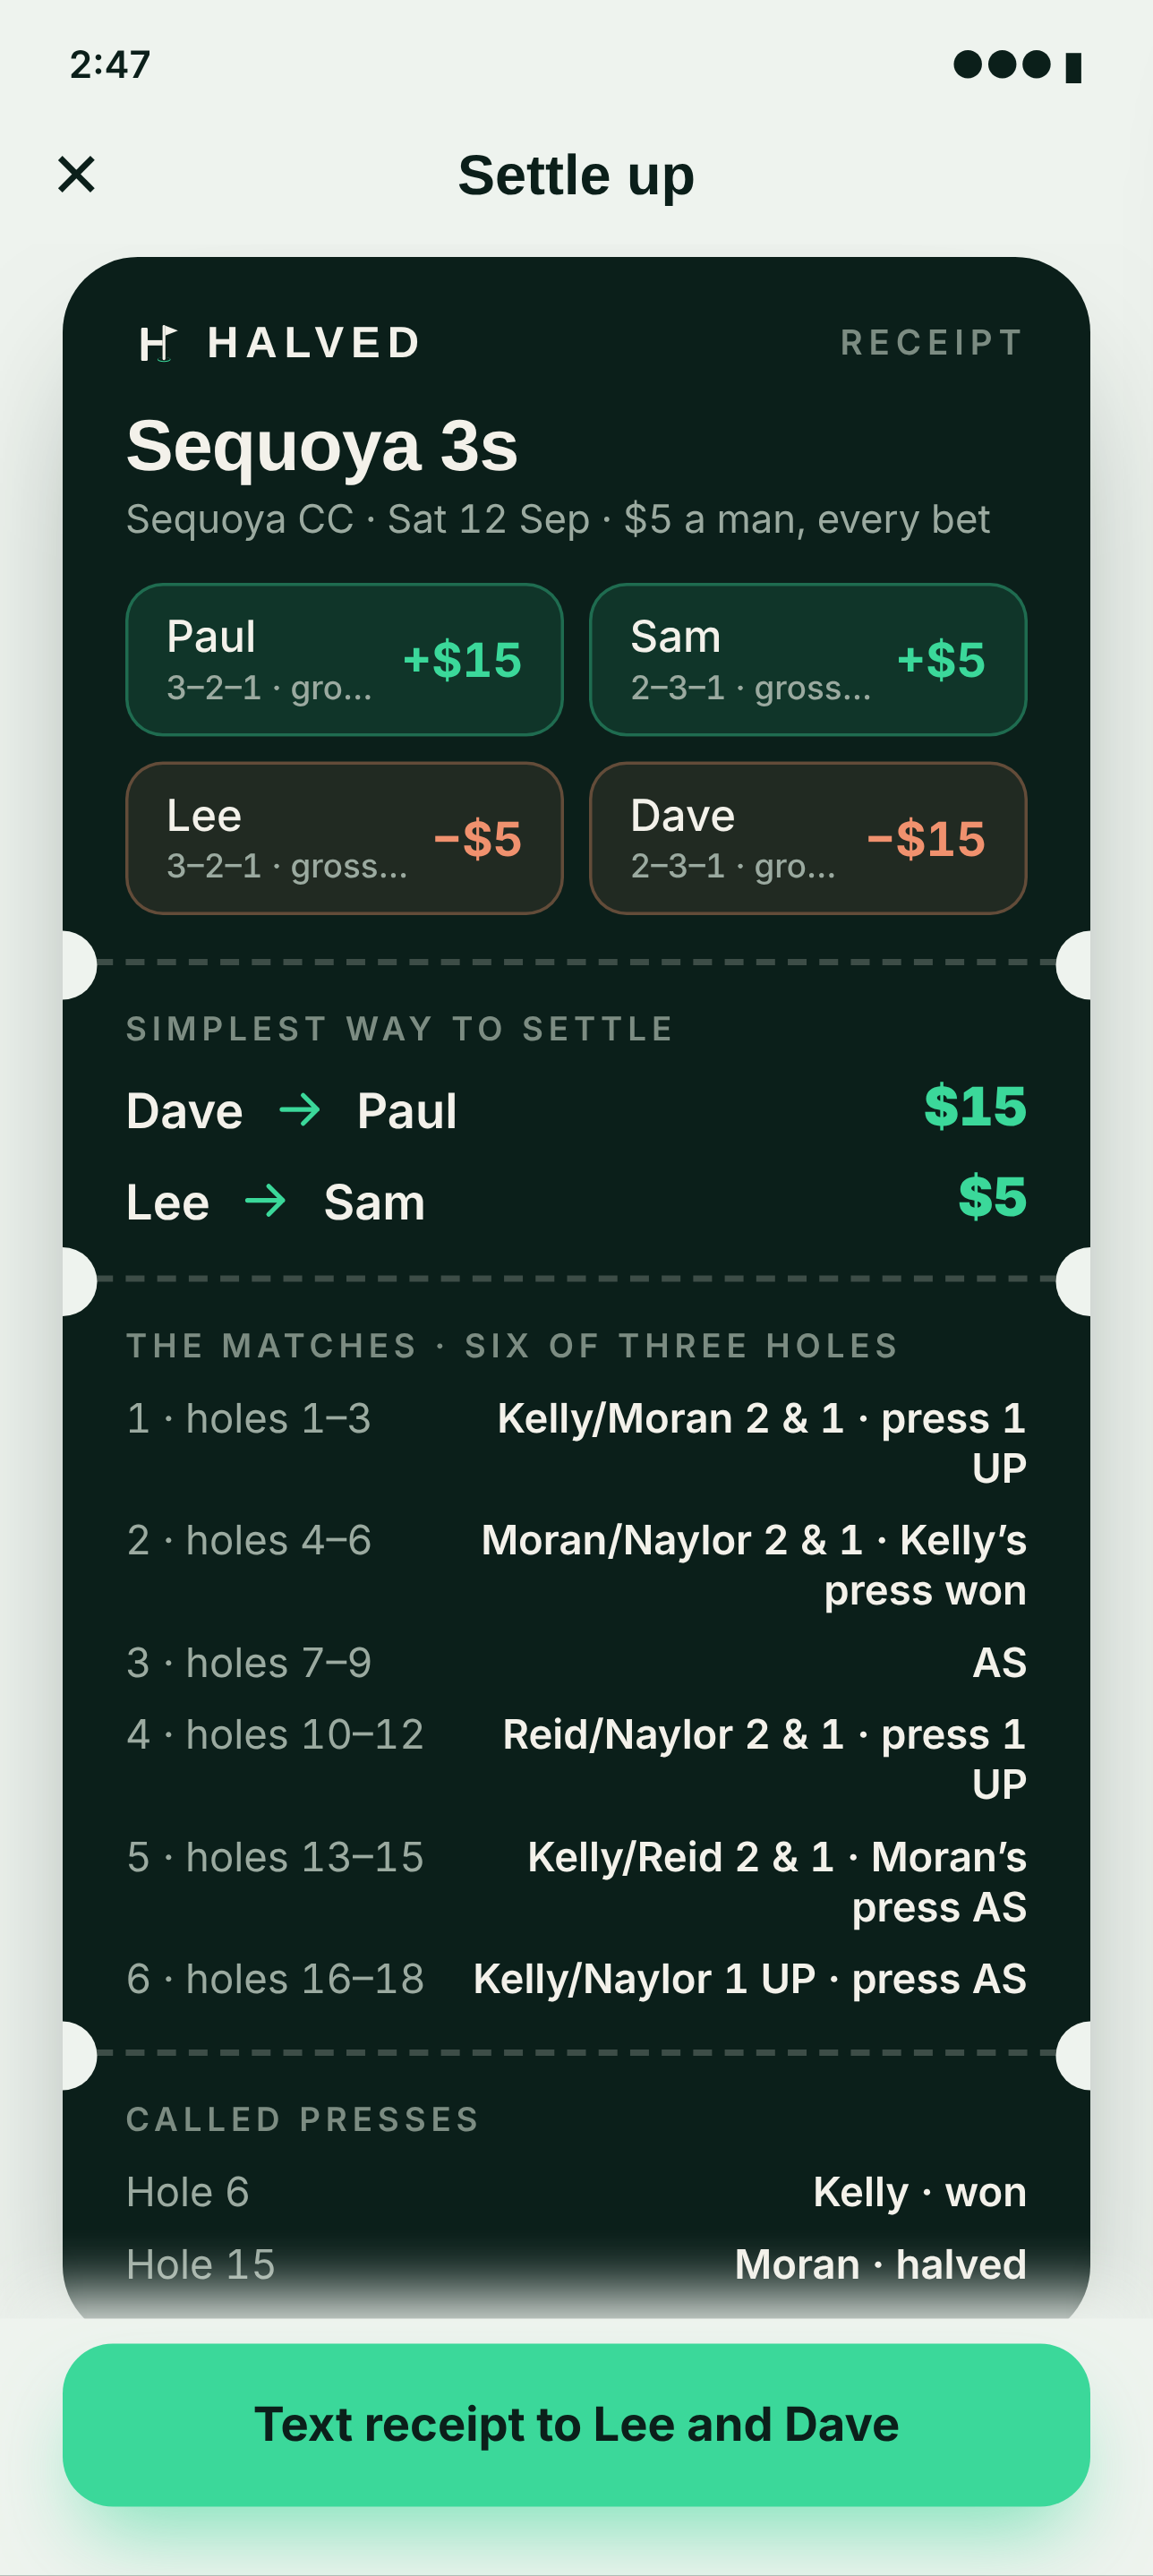 2:47
✕ Settle up
HALVED RECEIPT
Sequoya 3s
Sequoya CC · Sat 12 Sep · $5 a man, every bet
Paul
3–2–1 · gro...
+$15
Sam
2–3–1 · gross...
+$5
Lee
3–2–1 · gross...
−$5
Dave
2–3–1 · gro...
−$15
SIMPLEST WAY TO SETTLE
Dave → Paul $15
Lee → Sam $5
THE MATCHES · SIX OF THREE HOLES
1 · holes 1–3 Kelly/Moran 2 & 1 · press 1
UP
2 · holes 4–6 Moran/Naylor 2 & 1 · Kelly’s
press won
3 · holes 7–9 AS
4 · holes 10–12 Reid/Naylor 2 & 1 · press 1
UP
5 · holes 13–15 Kelly/Reid 2 & 1 · Moran’s
press AS
6 · holes 16–18 Kelly/Naylor 1 UP · press AS
CALLED PRESSES
Hole 6 Kelly · won
Hole 15 Moran · halved
Text receipt to Lee and Dave